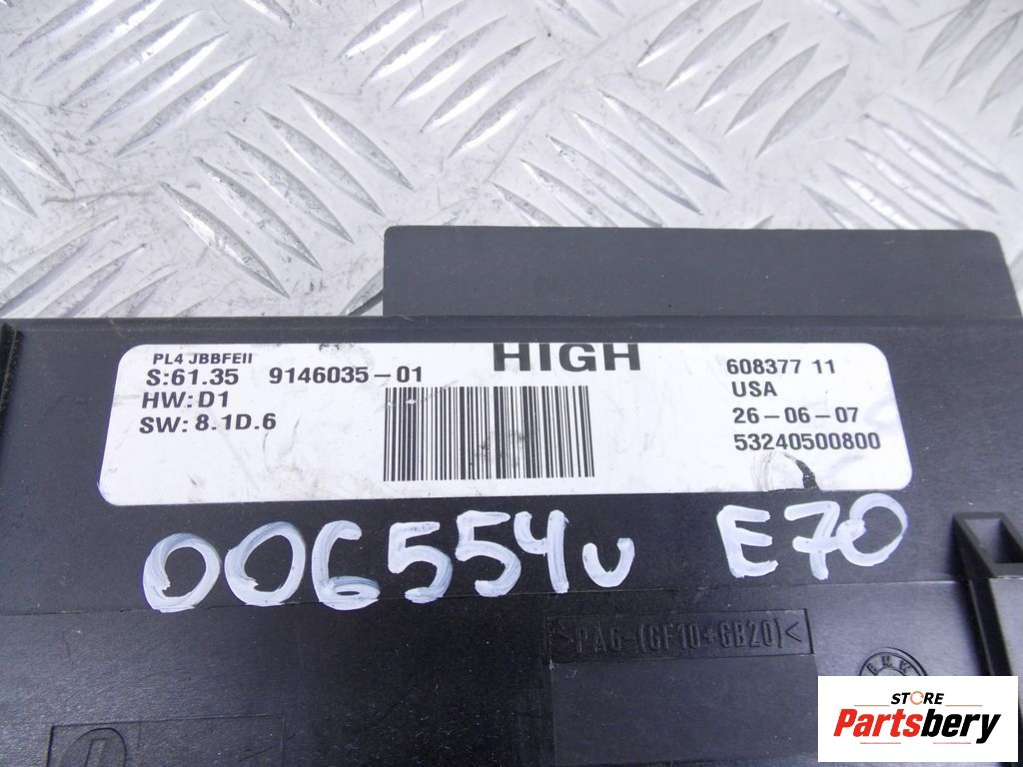 PL4 JBBFEII
HIGH
S:61.35 9146035-01
HW:D1
SW: 8.1D.6
608377 11
USA
26-06-07
53240500800
006554u E70
>PA6-(GF10+GB20)<
BMW
STORE
Partsbery